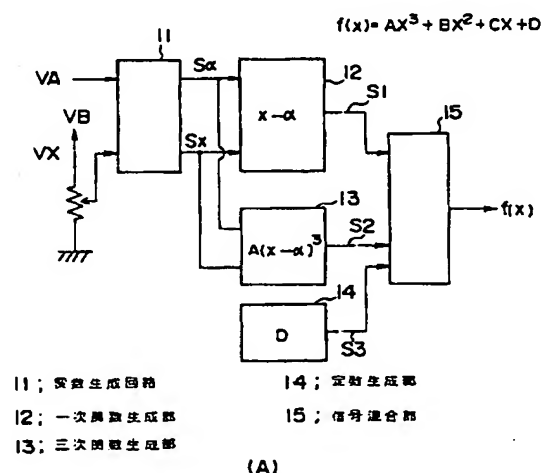 11
f(x)= AX³ + BX² + CX + D
VA
Sα
12
S1
VB
x-α
15
VX
Sx
f(x)
13
A(x-α)³
S2
14
D
S3
11; 変数生成回路
14; 定数生成部
12; 一次関数生成部
15; 信号混合部
13; 三次関数生成部
(A)